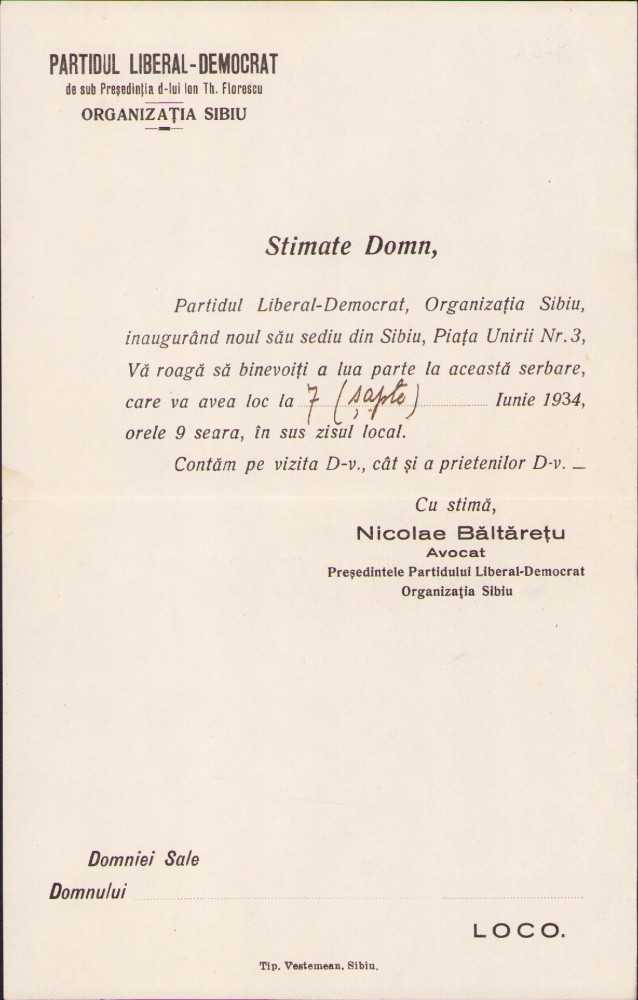 PARTIDUL LIBERAL-DEMOCRAT
de sub Preşedinţia d-lui Ion Th. Florescu
ORGANIZAŢIA SIBIU
Stimate Domn,
Partidul Liberal-Democrat, Organizaţia Sibiu,
inaugurând noul său sediu din Sibiu, Piaţa Unirii Nr. 3,
Vă roagă să binevoiţi a lua parte la această serbare,
care va avea loc la 7 (şapte) Iunie 1934,
orele 9 seara, în sus zisul local.
Contăm pe vizita D-v., cât şi a prietenilor D-v. —
Cu stimă,
Nicolae Băltăreţu
Avocat
Preşedintele Partidului Liberal-Democrat
Organizaţia Sibiu
Domniei Sale
Domnului
LOCO.
Tip. Vestemean, Sibiu.